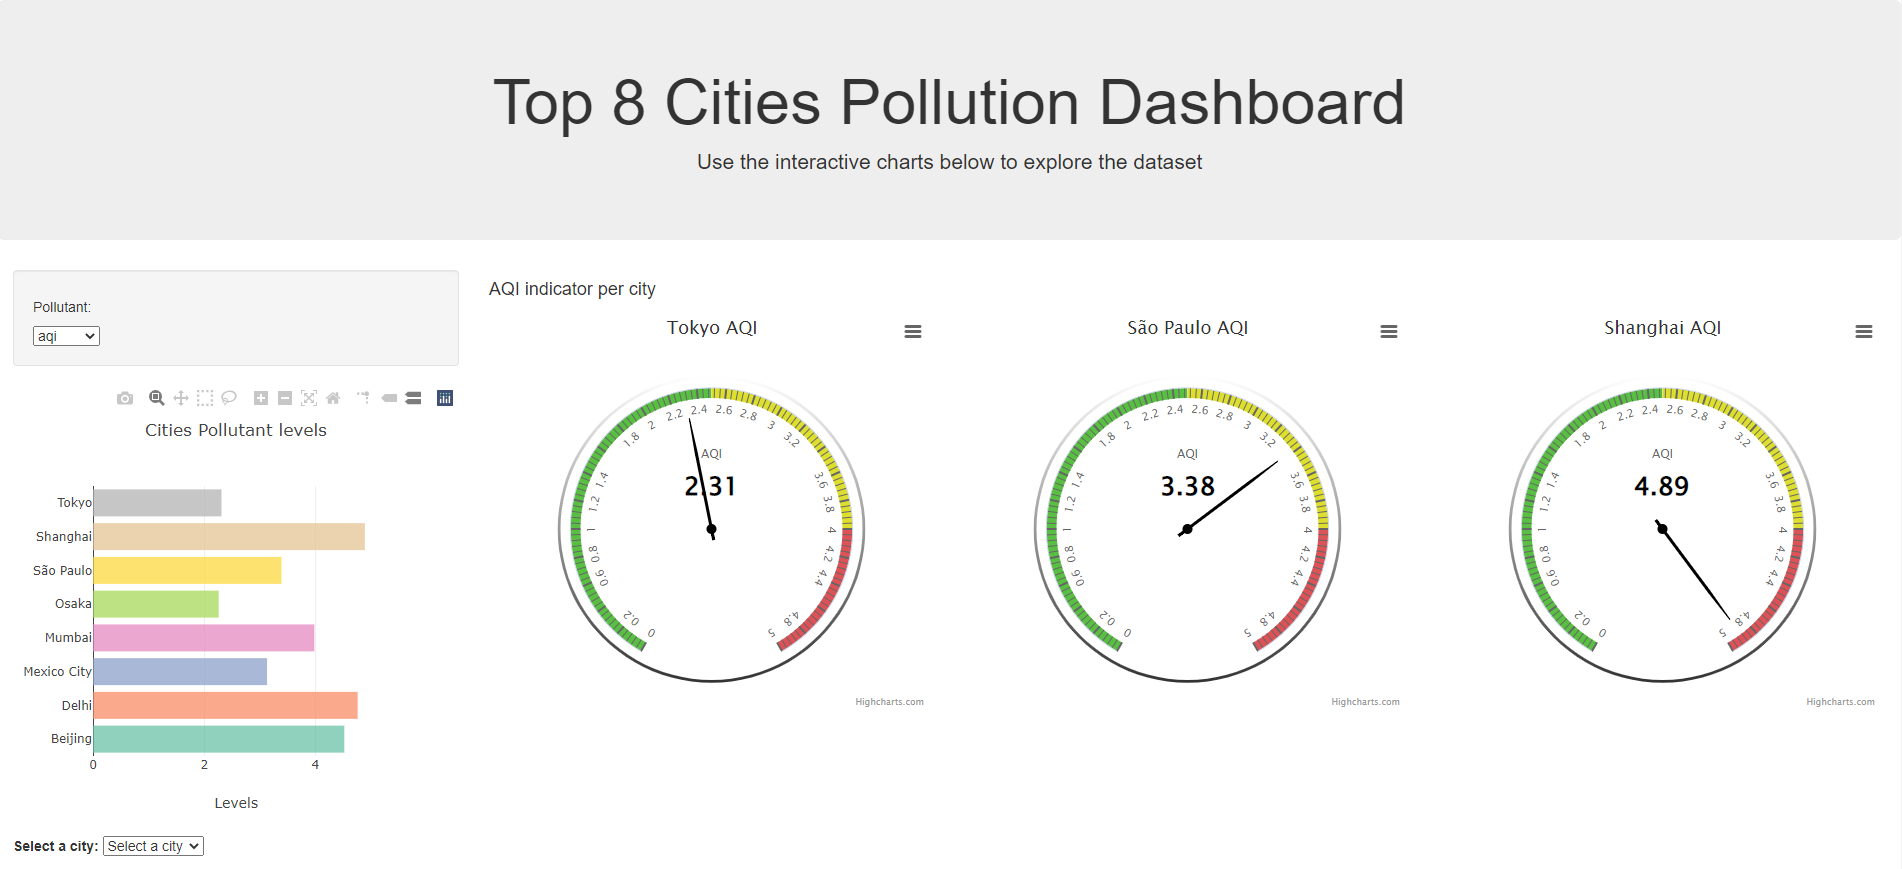 Top 8 Cities Pollution Dashboard
Use the interactive charts below to explore the dataset
Pollutant:
aqi
Cities Pollutant levels
Tokyo
Shanghai
São Paulo
Osaka
Mumbai
Mexico City
Delhi
Beijing
0 2 4
Levels
Select a city: Select a city
AQI indicator per city
Tokyo AQI
0 0.2 0.6 0.8 1 1.2 1.4 1.8 2 2.2 2.4 2.6 2.8 3 3.2 3.6 3.8 4 4.2 4.4 4.8 5
AQI
2.31
Highcharts.com
São Paulo AQI
0 0.2 0.6 0.8 1 1.2 1.4 1.8 2 2.2 2.4 2.6 2.8 3 3.2 3.6 3.8 4 4.2 4.4 4.8 5
AQI
3.38
Highcharts.com
Shanghai AQI
0 0.2 0.6 0.8 1 1.2 1.4 1.8 2 2.2 2.4 2.6 2.8 3 3.2 3.6 3.8 4 4.2 4.4 4.8 5
AQI
4.89
Highcharts.com